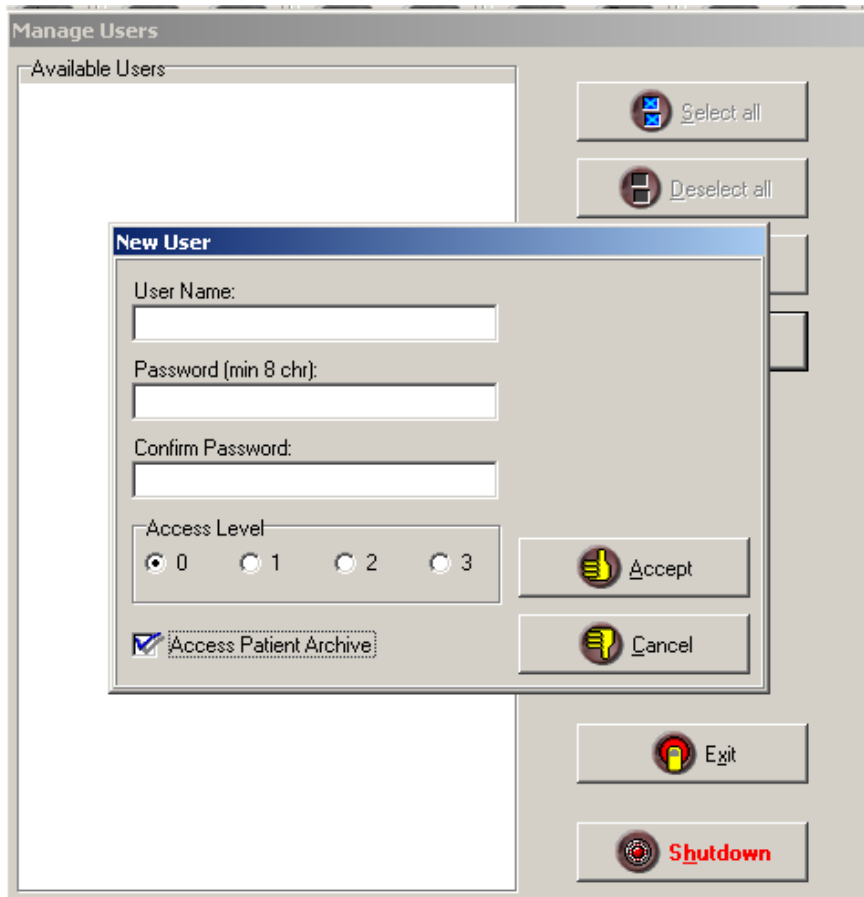 Manage Users
Available Users
Select all
Deselect all
New User
User Name:
Password (min 8 chr):
Confirm Password:
Access Level
0 1 2 3
Accept
Access Patient Archive
Cancel
Exit
Shutdown